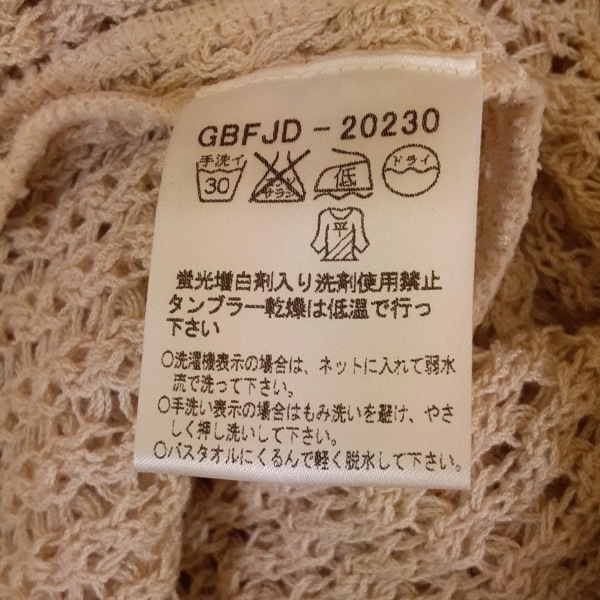 GBFJD-20230
手洗イ 30 エンソサラシ 低 ドライ
平
蛍光増白剤入り洗剤使用禁止
タンブラー乾燥は低温で行っ
下さい
○洗濯機表示の場合は、ネットに入れて弱水
流で洗って下さい。
○手洗い表示の場合はもみ洗いを避け、やさ
しく押し洗いして下さい。
○バスタオルにくるんで軽く脱水して下さい。